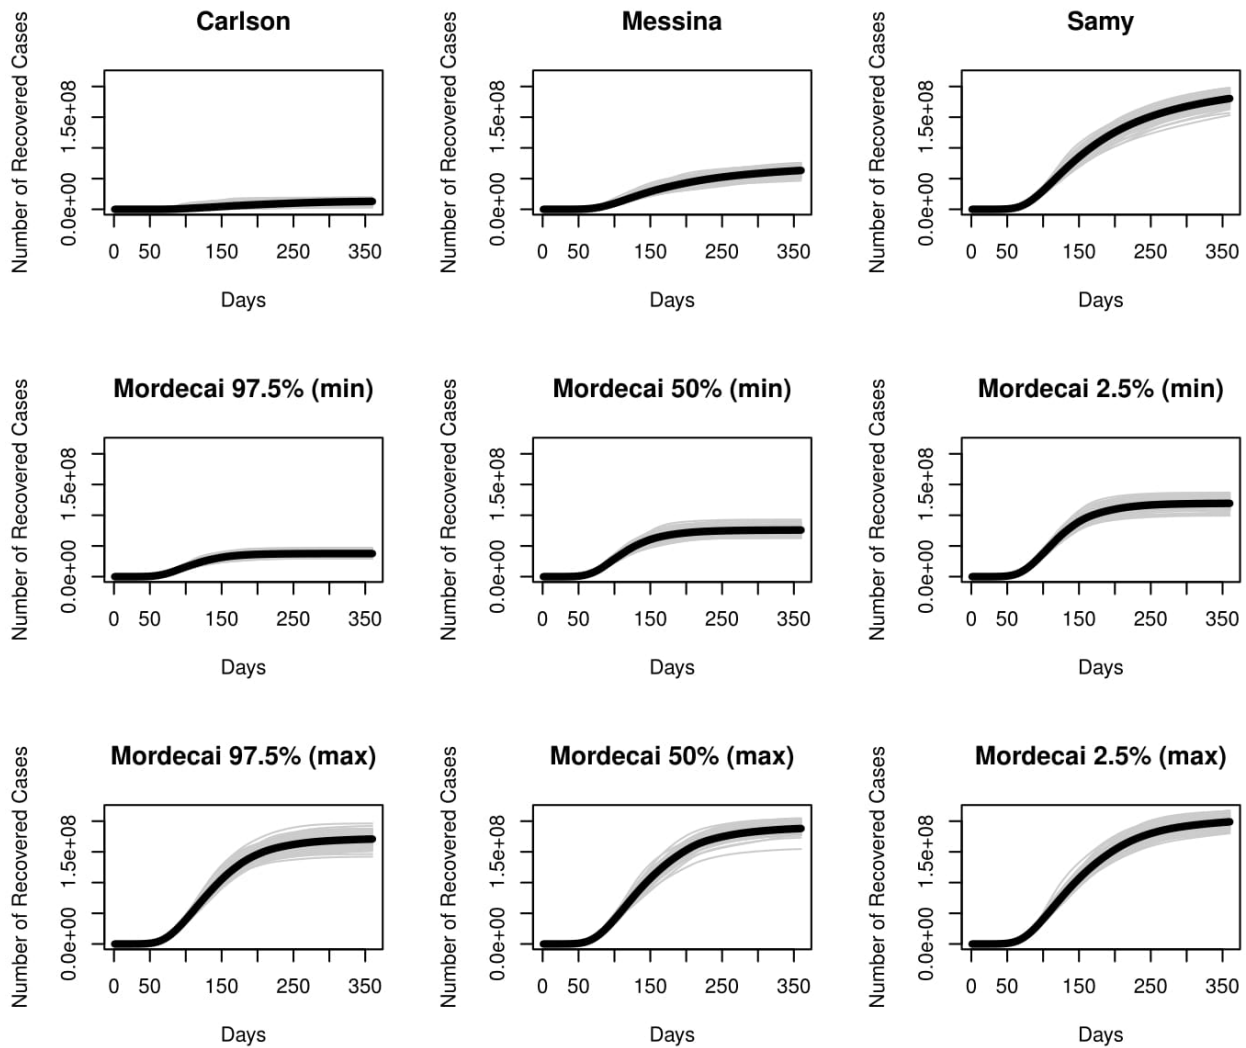 Carlson
Number of Recovered Cases
0.0e+00 1.5e+08
0 50 150 250 350
Days
Messina
Number of Recovered Cases
0.0e+00 1.5e+08
0 50 150 250 350
Days
Samy
Number of Recovered Cases
0.0e+00 1.5e+08
0 50 150 250 350
Days
Mordecai 97.5% (min)
Number of Recovered Cases
0.0e+00 1.5e+08
0 50 150 250 350
Days
Mordecai 50% (min)
Number of Recovered Cases
0.0e+00 1.5e+08
0 50 150 250 350
Days
Mordecai 2.5% (min)
Number of Recovered Cases
0.0e+00 1.5e+08
0 50 150 250 350
Days
Mordecai 97.5% (max)
Number of Recovered Cases
0.0e+00 1.5e+08
0 50 150 250 350
Days
Mordecai 50% (max)
Number of Recovered Cases
0.0e+00 1.5e+08
0 50 150 250 350
Days
Mordecai 2.5% (max)
Number of Recovered Cases
0.0e+00 1.5e+08
0 50 150 250 350
Days